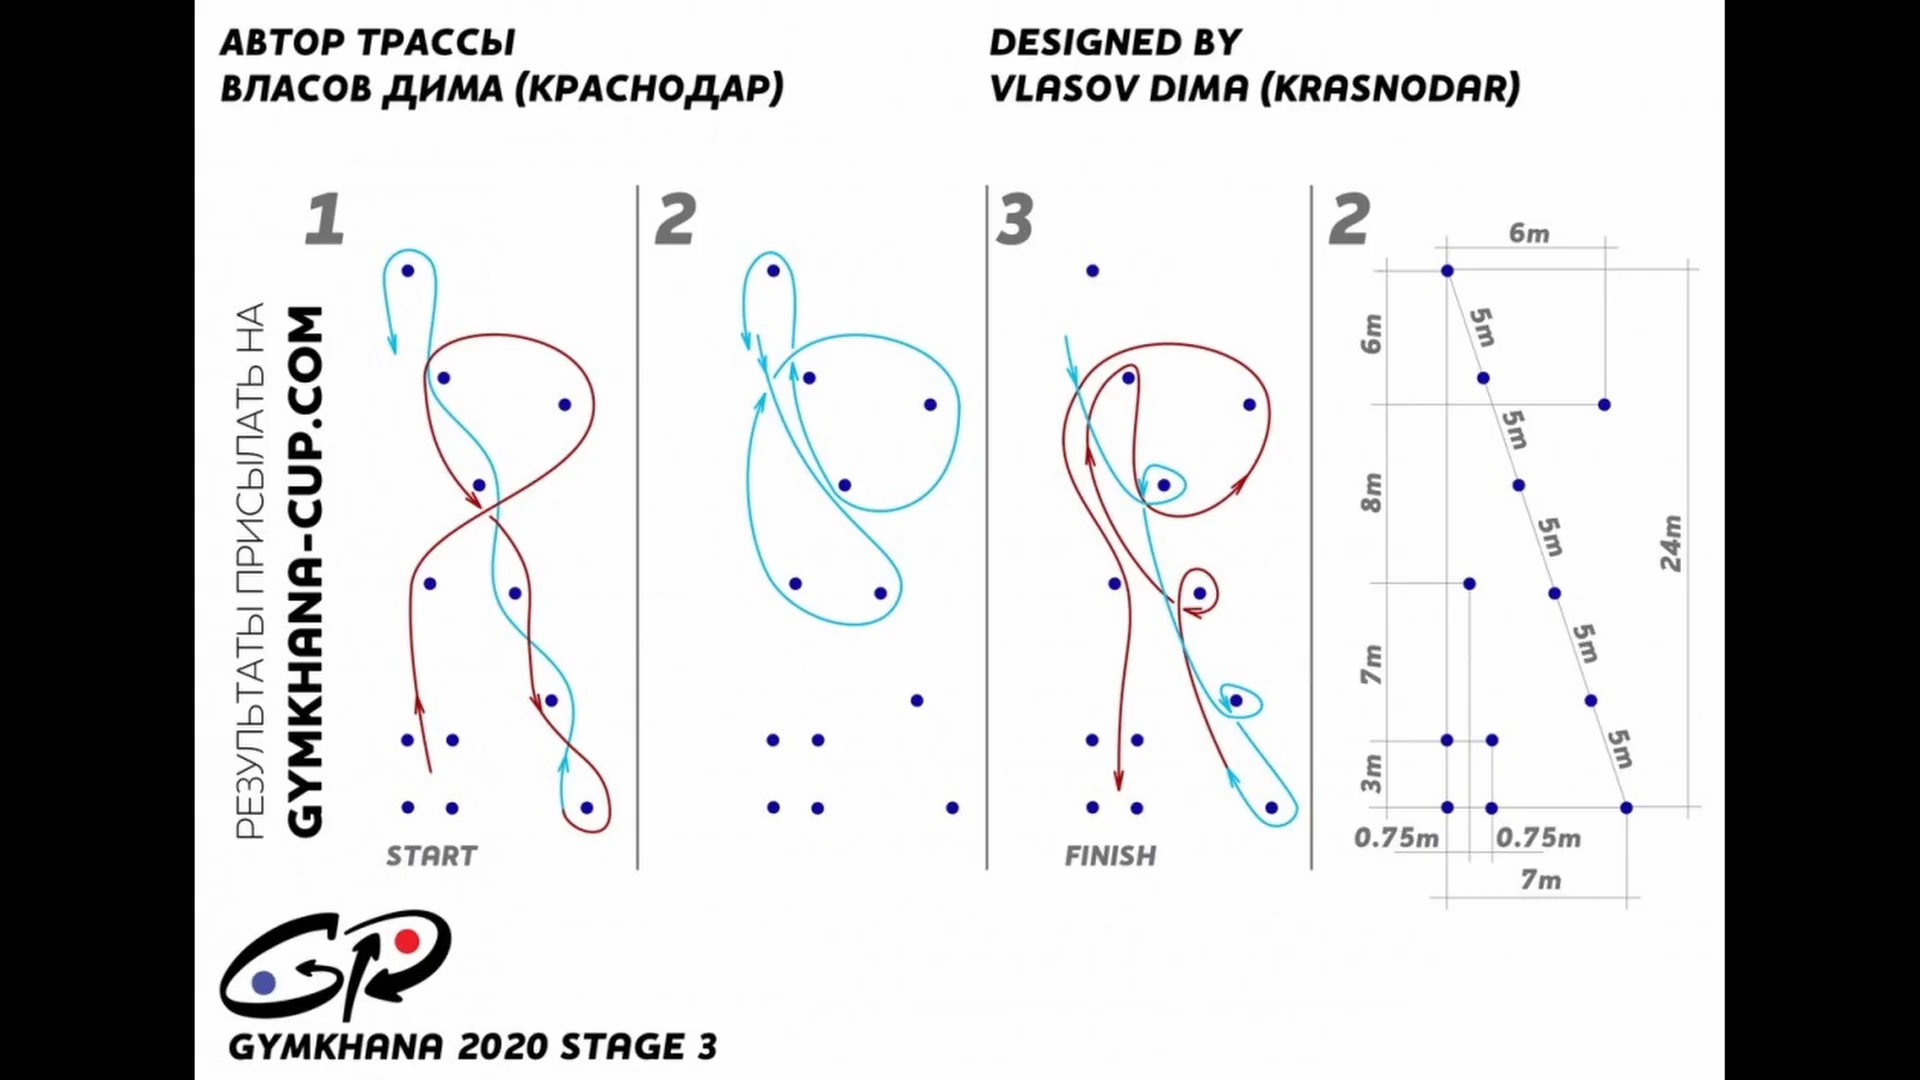 АВТОР ТРАССЫ
ВЛАСОВ ДИМА (КРАСНОДАР)
DESIGNED BY
VLASOV DIMA (KRASNODAR)
РЕЗУЛЬТАТЫ ПРИСЫЛАТЬ НА
GYMKHANA-CUP.COM
1
START
2
3
FINISH
2
6m
6m
8m
7m
3m
5m
5m
5m
5m
5m
24m
0.75m
0.75m
7m
GP
GYMKHANA 2020 STAGE 3